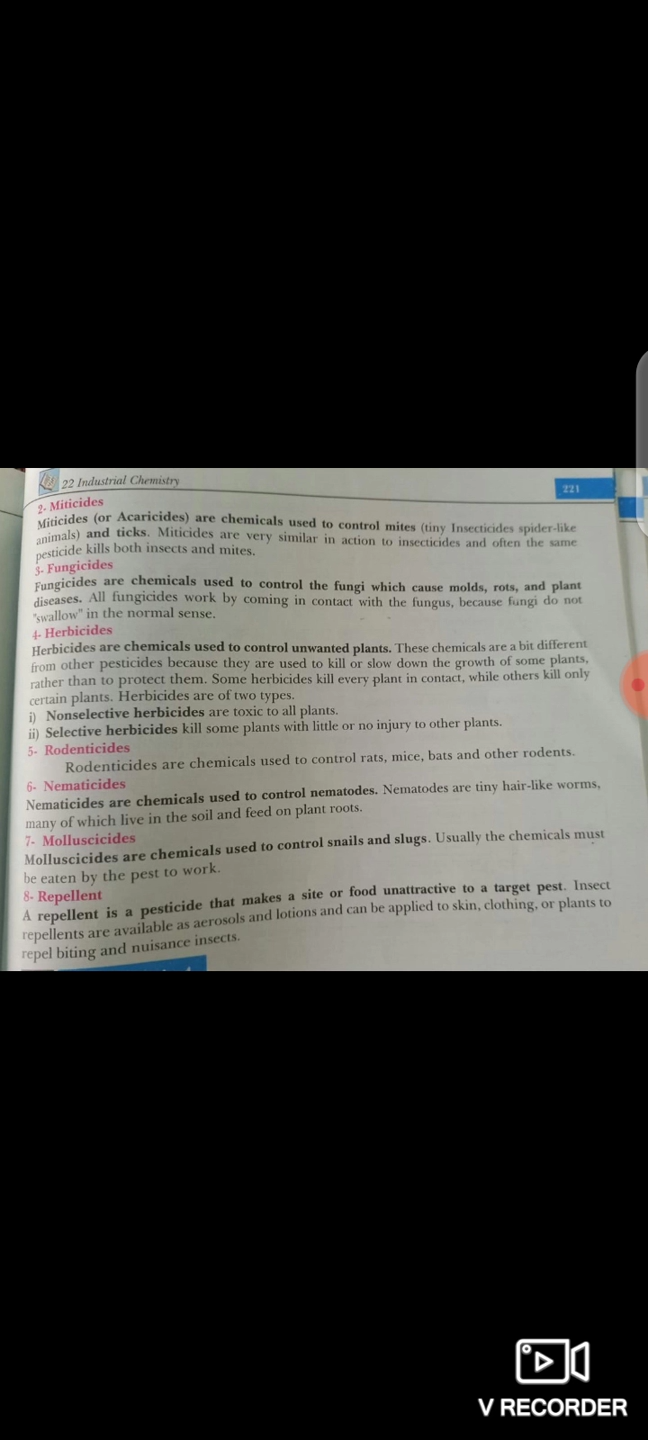 22 Industrial Chemistry
221
2- Miticides
Miticides (or Acaricides) are chemicals used to control mites (tiny Insecticides spider-like
animals) and ticks. Miticides are very similar in action to insecticides and often the same
pesticide kills both insects and mites.
3- Fungicides
Fungicides are chemicals used to control the fungi which cause molds, rots, and plant
diseases. All fungicides work by coming in contact with the fungus, because fungi do not
"swallow" in the normal sense.
4- Herbicides
Herbicides are chemicals used to control unwanted plants. These chemicals are a bit different
from other pesticides because they are used to kill or slow down the growth of some plants,
rather than to protect them. Some herbicides kill every plant in contact, while others kill only
certain plants. Herbicides are of two types.
i) Nonselective herbicides are toxic to all plants.
ii) Selective herbicides kill some plants with little or no injury to other plants.
5- Rodenticides
Rodenticides are chemicals used to control rats, mice, bats and other rodents.
6- Nematicides
Nematicides are chemicals used to control nematodes. Nematodes are tiny hair-like worms,
many of which live in the soil and feed on plant roots.
7- Molluscicides
Molluscicides are chemicals used to control snails and slugs. Usually the chemicals must
be eaten by the pest to work.
8- Repellent
A repellent is a pesticide that makes a site or food unattractive to a target pest. Insect
repellents are available as aerosols and lotions and can be applied to skin, clothing, or plants to
repel biting and nuisance insects.
V RECORDER